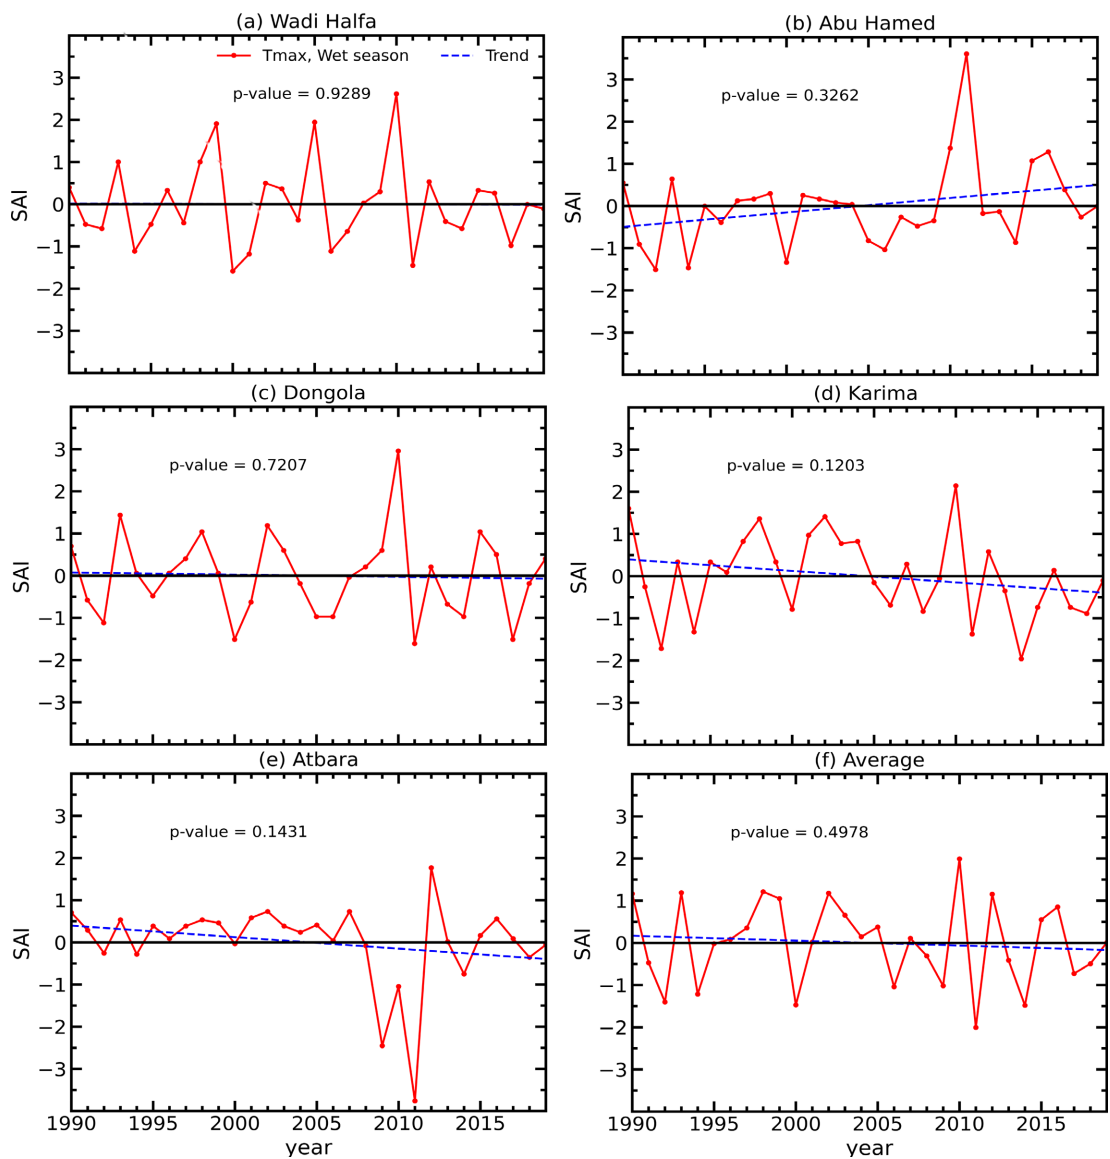 (a) Wadi Halfa
Tmax, Wet season
Trend
p-value = 0.9289
SAI
3
2
1
0
−1
−2
−3
(b) Abu Hamed
p-value = 0.3262
SAI
3
2
1
0
−1
−2
−3
(c) Dongola
p-value = 0.7207
SAI
3
2
1
0
−1
−2
−3
(d) Karima
p-value = 0.1203
SAI
3
2
1
0
−1
−2
−3
(e) Atbara
p-value = 0.1431
SAI
3
2
1
0
−1
−2
−3
1990 1995 2000 2005 2010 2015
year
(f) Average
p-value = 0.4978
SAI
3
2
1
0
−1
−2
−3
1990 1995 2000 2005 2010 2015
year